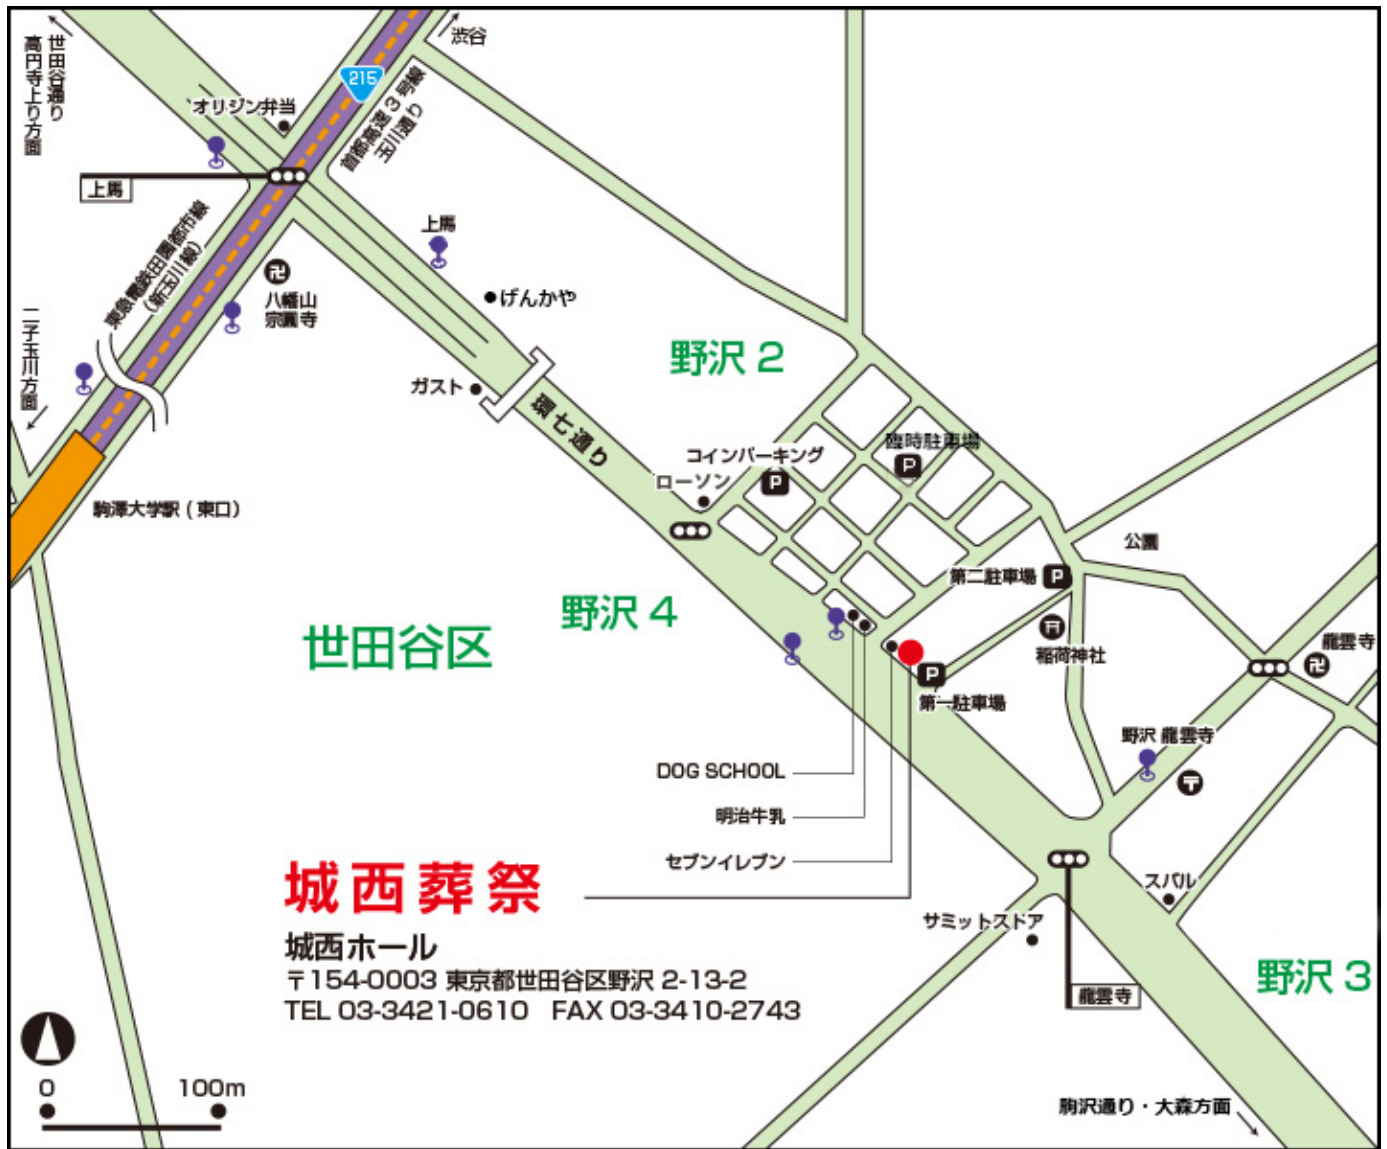 世田谷通り
高円寺上り方面
渋谷
215
首都高速3号線
玉川通り
オリジン弁当
上馬
東急電鉄田園都市線
(新玉川線)
二子玉川方面
上馬
卍
八幡山
宗圓寺
げんかや
ガスト
環七通り
野沢 2
コインパーキング
P
ローソン
臨時駐車場
P
駒澤大学駅 ( 東口 )
公園
第二駐車場
P
野沢 4
世田谷区
稲荷神社
龍雲寺
卍
P
第一駐車場
野沢 龍雲寺
〒
DOG SCHOOL
明治牛乳
セブンイレブン
城西葬祭
スバル
サミットストア
城西ホール
〒154-0003 東京都世田谷区野沢 2-13-2
TEL 03-3421-0610 FAX 03-3410-2743
野沢 3
龍雲寺
0 100m
駒沢通り・大森方面